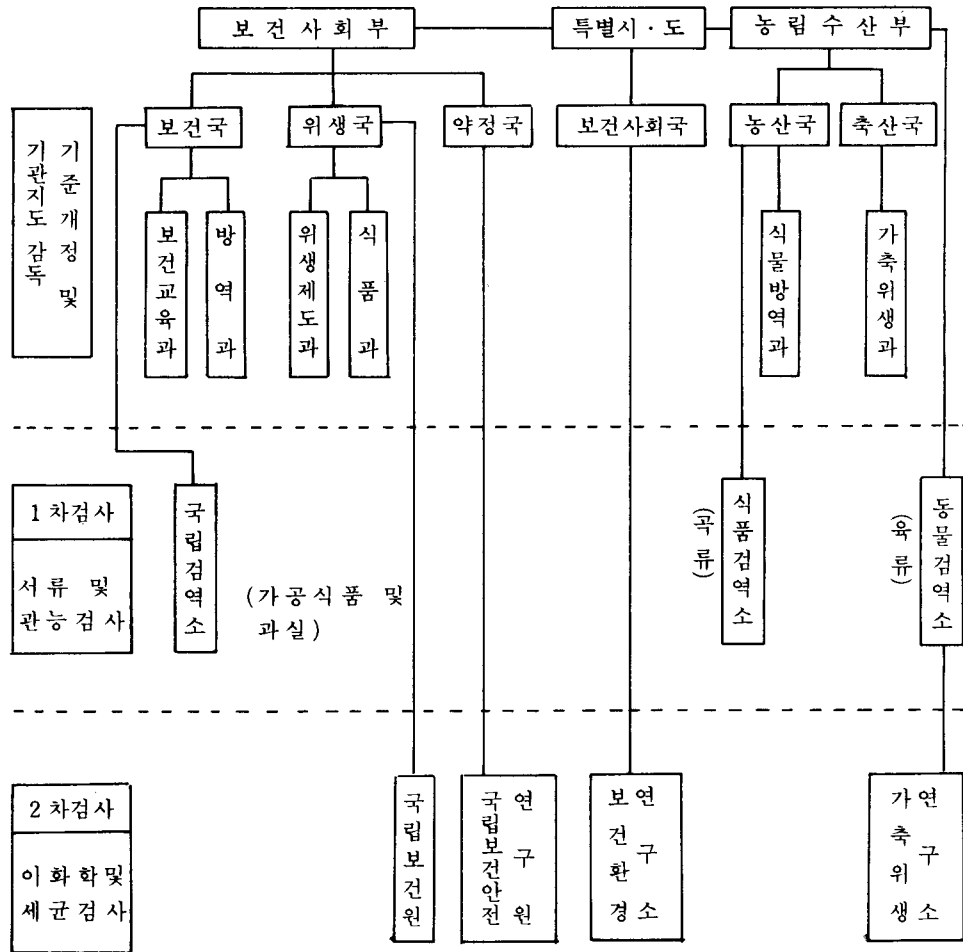 보건사회부
특별시·도
농림수산부
보건국
위생국
약정국
보건사회국
농산국
축산국
기준개정 및
기관지도 감독
보건교육과
방역과
위생제도과
식품과
식물방역과
가축위생과
1차검사
서류 및
관능검사
국립검역소
(가공식품 및
과실)
(곡류)
식품검역소
(육류)
동물검역소
2차검사
이화학및
세균검사
국립보건원
국립보건안전
연구원
보건환경
연구소
가축위생
연구소